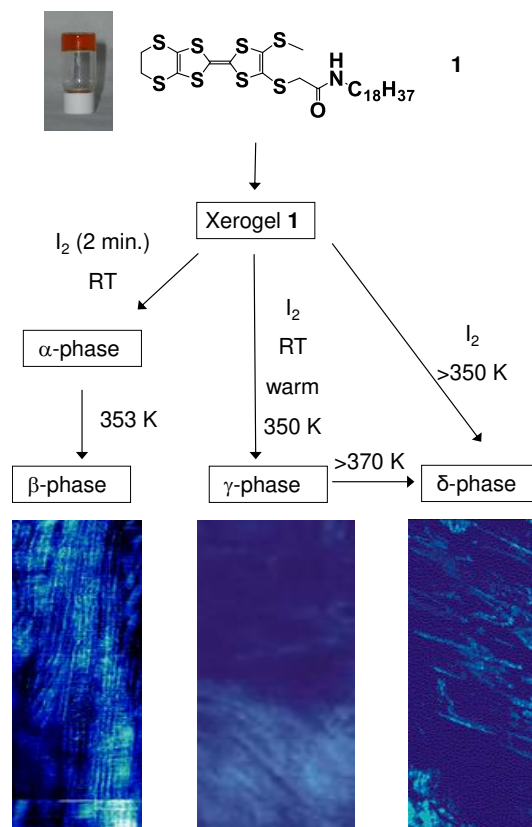 S S S S
S S S S
H
N
O
C18H37
1
Xerogel 1
I2 (2 min.)
RT
α-phase
353 K
β-phase
I2
RT
warm
350 K
γ-phase
>370 K
I2
>350 K
δ-phase